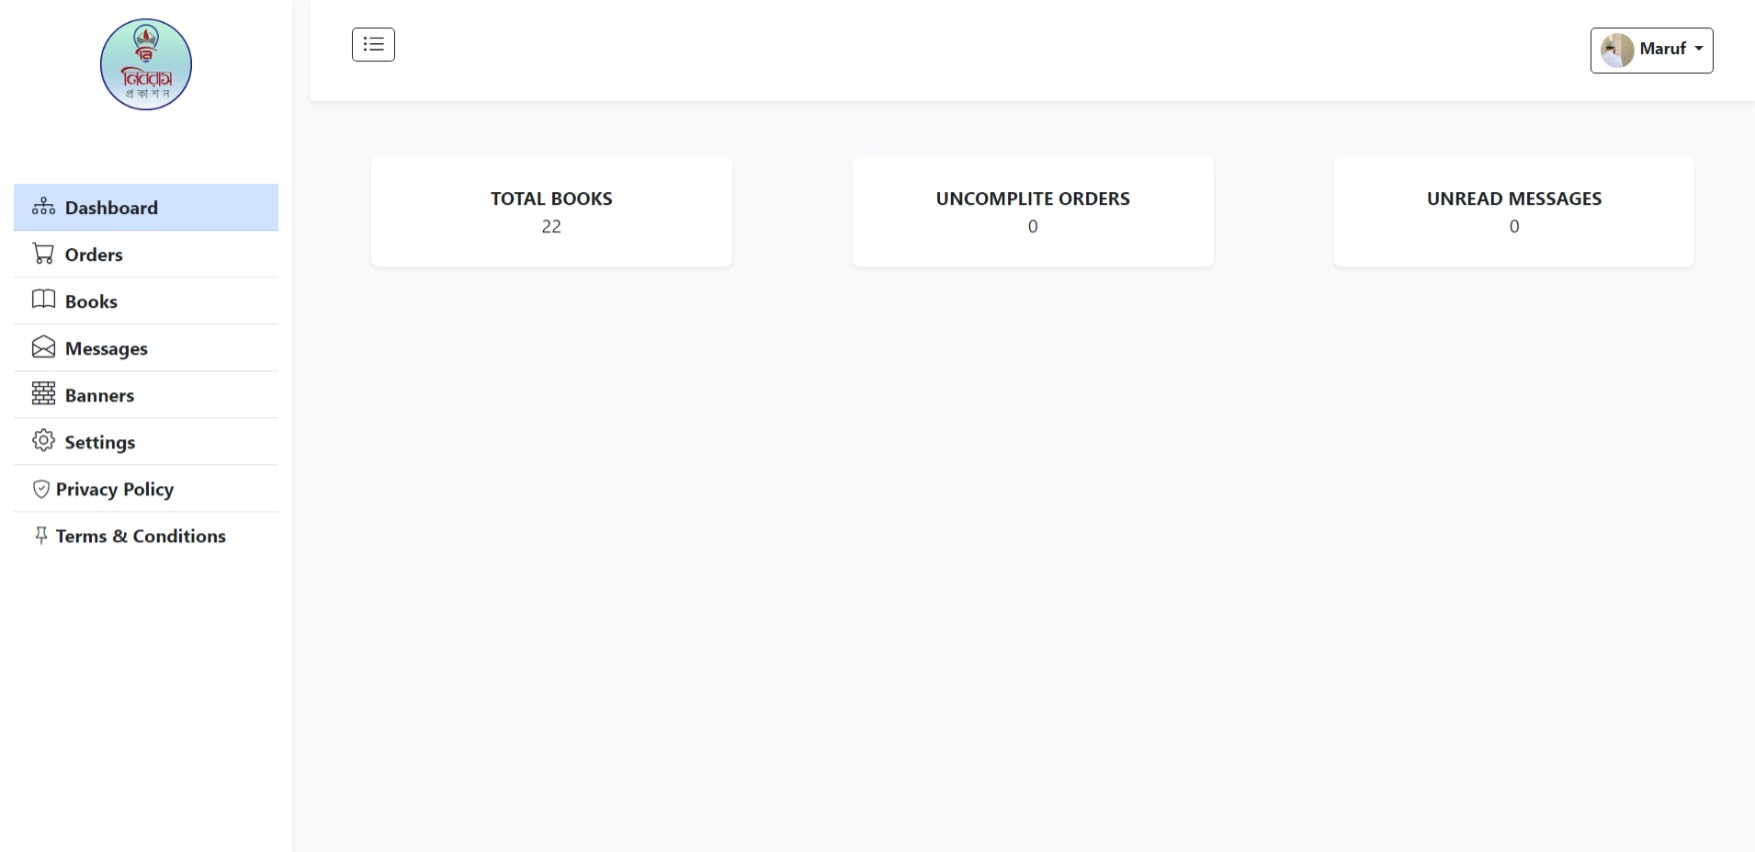 নি
নিবরাস
প্রকাশন
Dashboard
Orders
Books
Messages
Banners
Settings
Privacy Policy
Terms & Conditions
Maruf
TOTAL BOOKS
22
UNCOMPLITE ORDERS
0
UNREAD MESSAGES
0